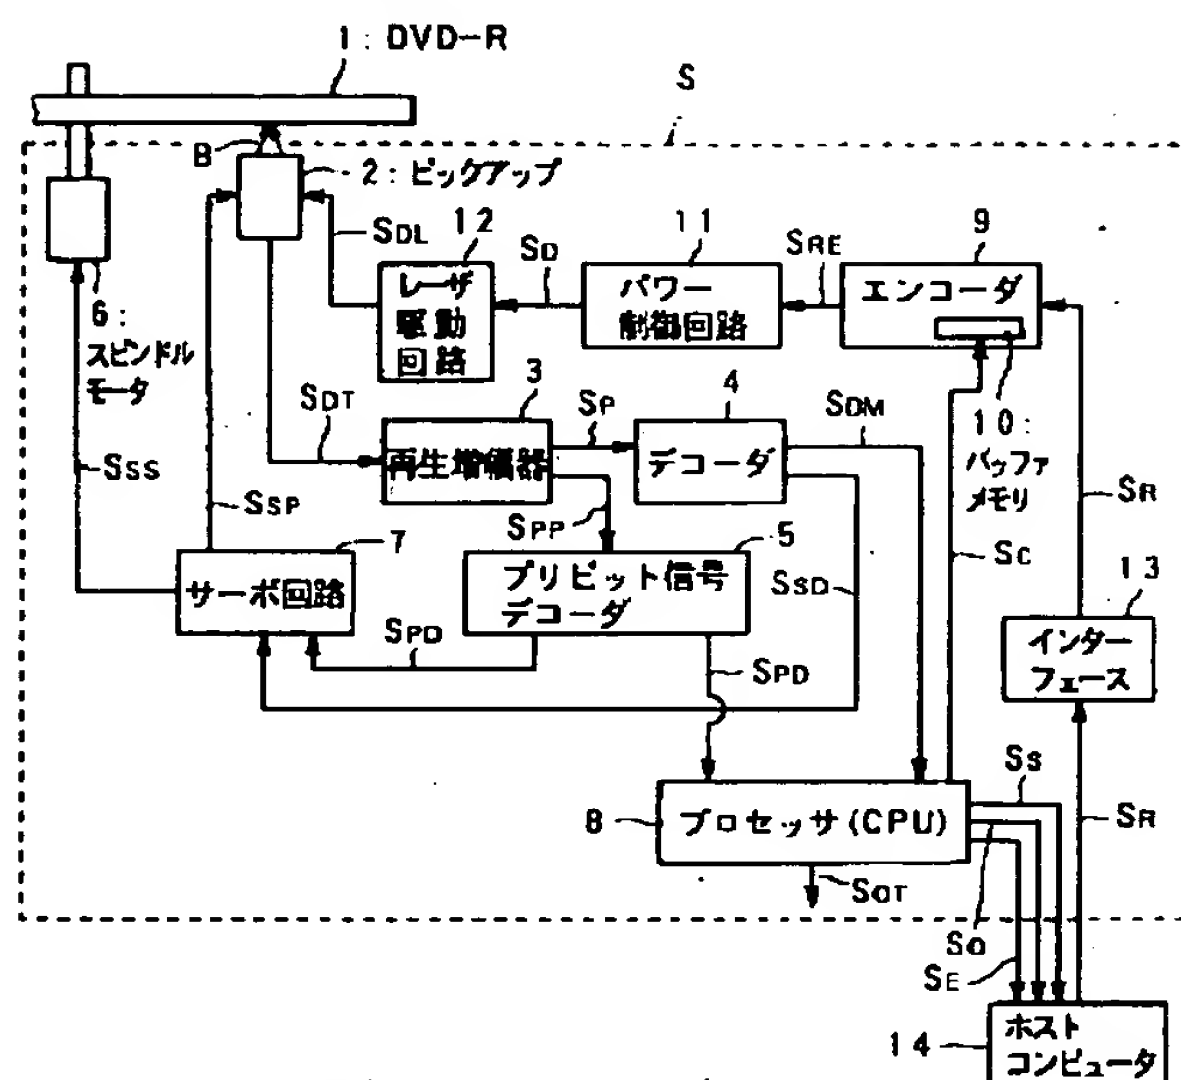 1:DVD-R
S
B
2:ピックアップ
SDL
12
SD
11
SRE
9
レーザ
駆動
回路
パワー
制御回路
エンコーダ
6:
スピンドル
モータ
SDT
3
SP
4
SDM
10:
バッファ
メモリ
再生増幅器
デコーダ
SSS
SSP
SPP
SR
7
5
SSD
SC
13
サーボ回路
プリピット信号
デコーダ
SPD
SPD
インター
フェース
SS
8
プロセッサ(CPU)
SR
SOT
SO
SE
14
ホスト
コンピュータ